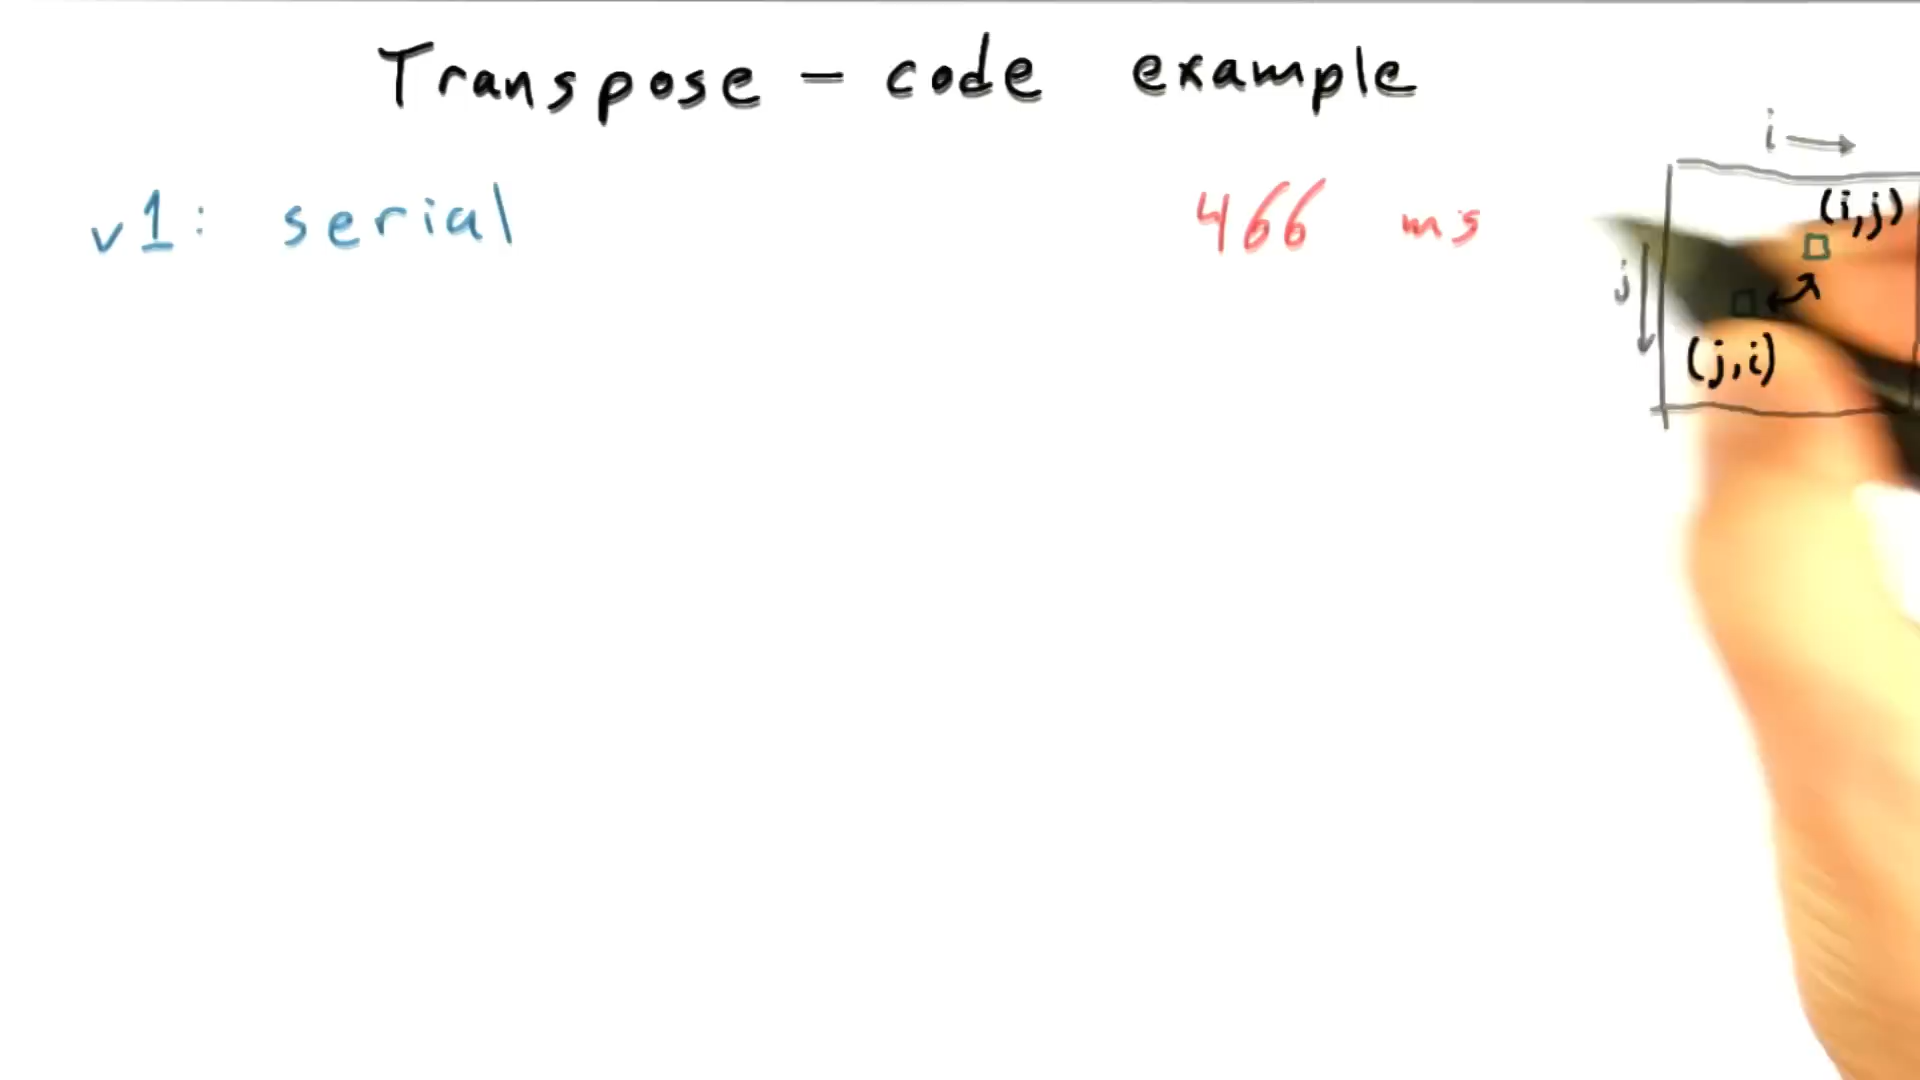 Transpose – code example
i
v1: serial 466 ms
(i,j)
j
(j,i)